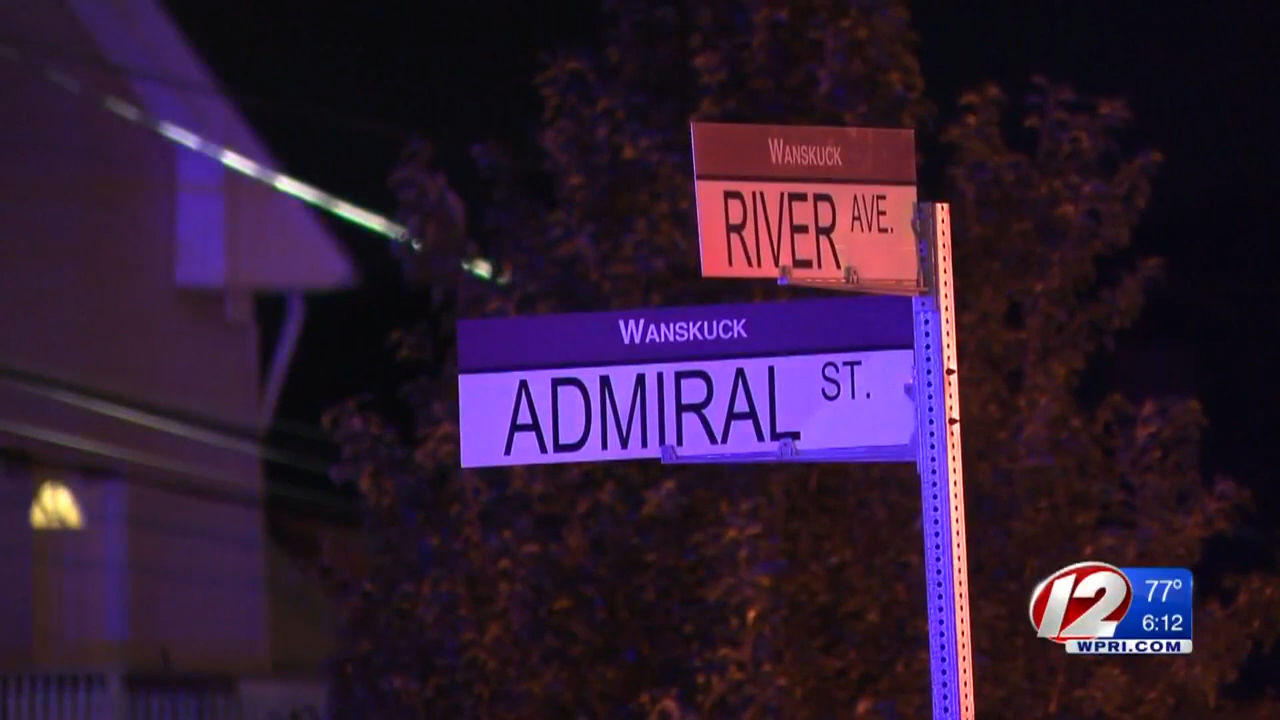 WANSKUCK
RIVER AVE.
WANSKUCK
ADMIRAL ST.
12
77°
6:12
WPRI.COM